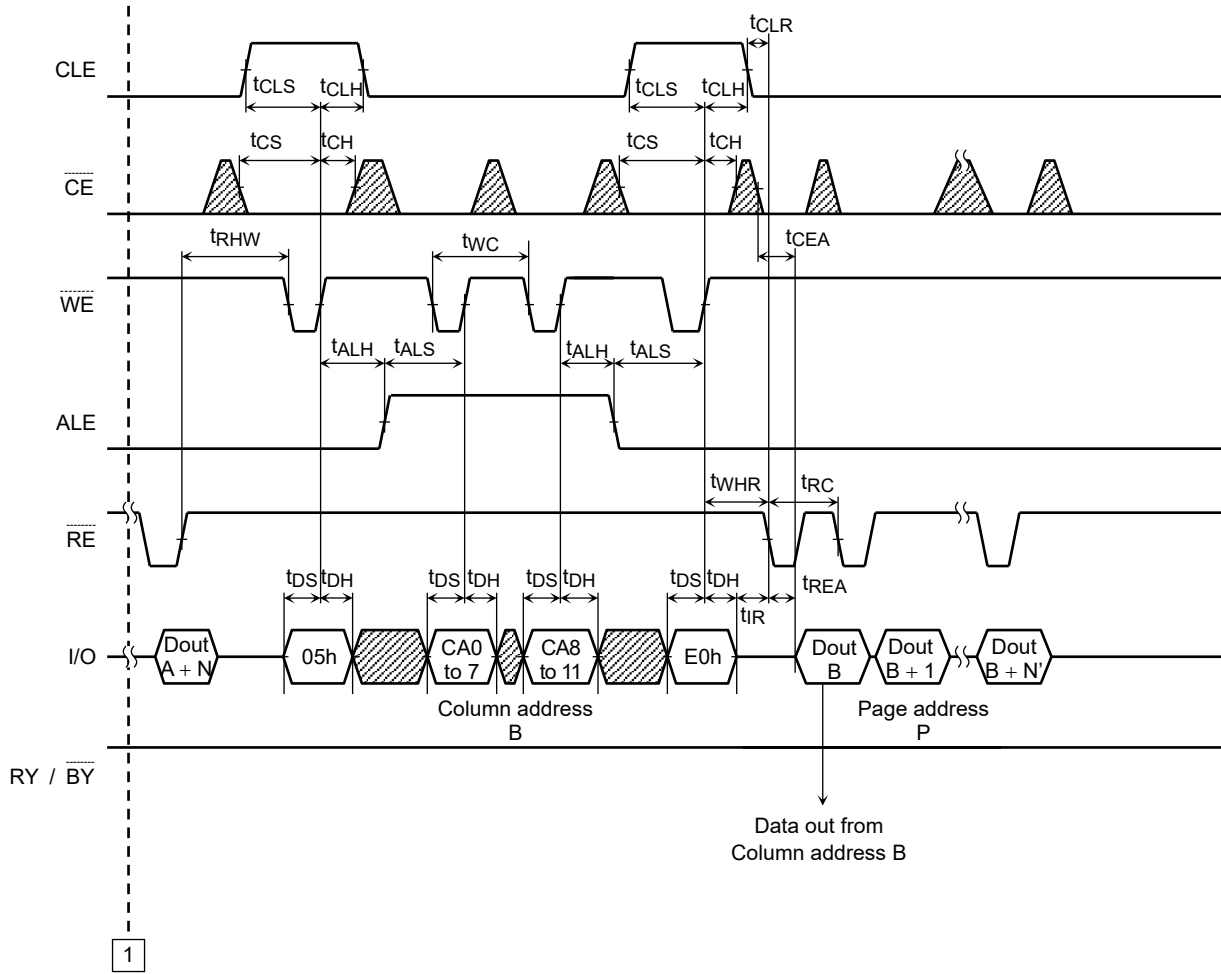 tCLR
CLE
tCLS tCLH tCLS tCLH
tCS tCH tCS tCH
CE
tRHW tWC tCEA
WE
tALH tALS tALH tALS
ALE
tWHR tRC
RE
tDS tDH tDS tDH tDS tDH tDS tDH tREA
tIR
I/O Dout A + N 05h CA0 to 7 CA8 to 11 E0h Dout B Dout B + 1 Dout B + N’
Column address B Page address P
RY / BY
Data out from
Column address B
1